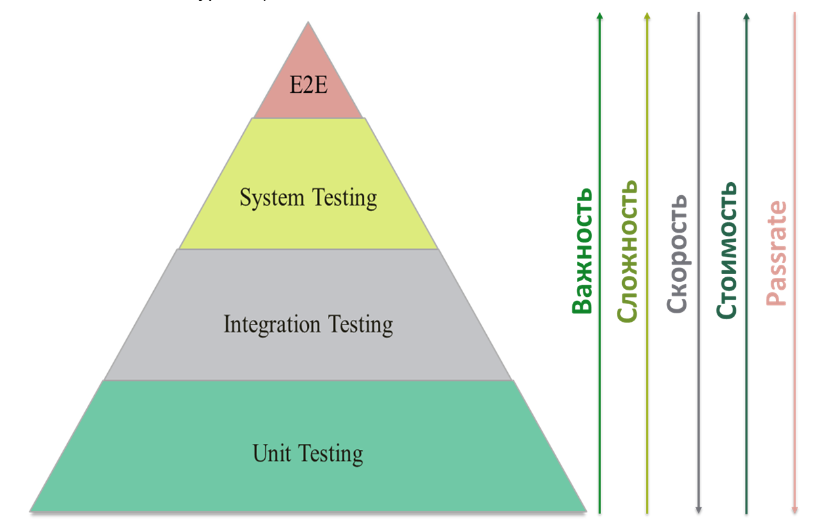 E2E
System Testing
Integration Testing
Unit Testing
Важность
Сложность
Скорость
Стоимость
Passrate